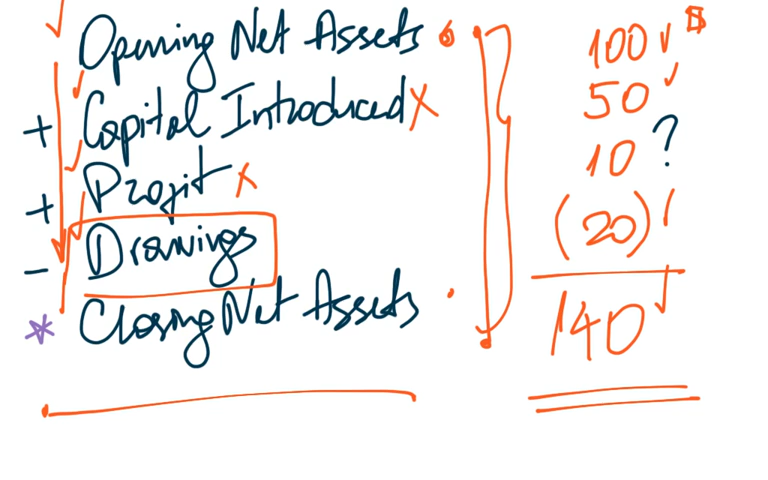 Opening Net Assets 100 $
+ Capital Introduced X 50
+ Profit X 10 ?
- Drawings (20)
* Closing Net Assets 140